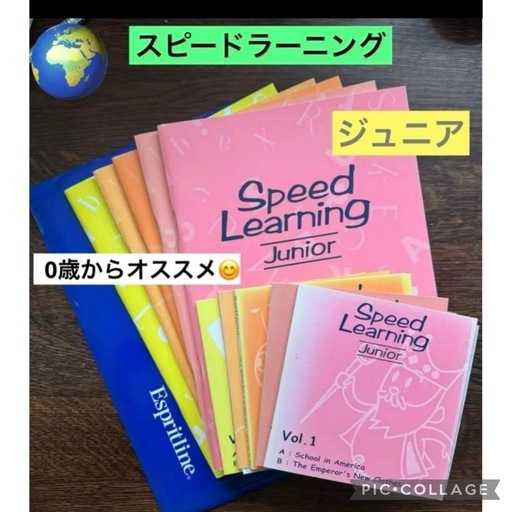 スピードラーニング
ジュニア
Speed
Learning
Junior
0歳からオススメ😊
Speed
Learning
Junior
Vol.1
A : School in America
B : The Emperor's New Clothes
Espritline®
PIC•COLLAGE